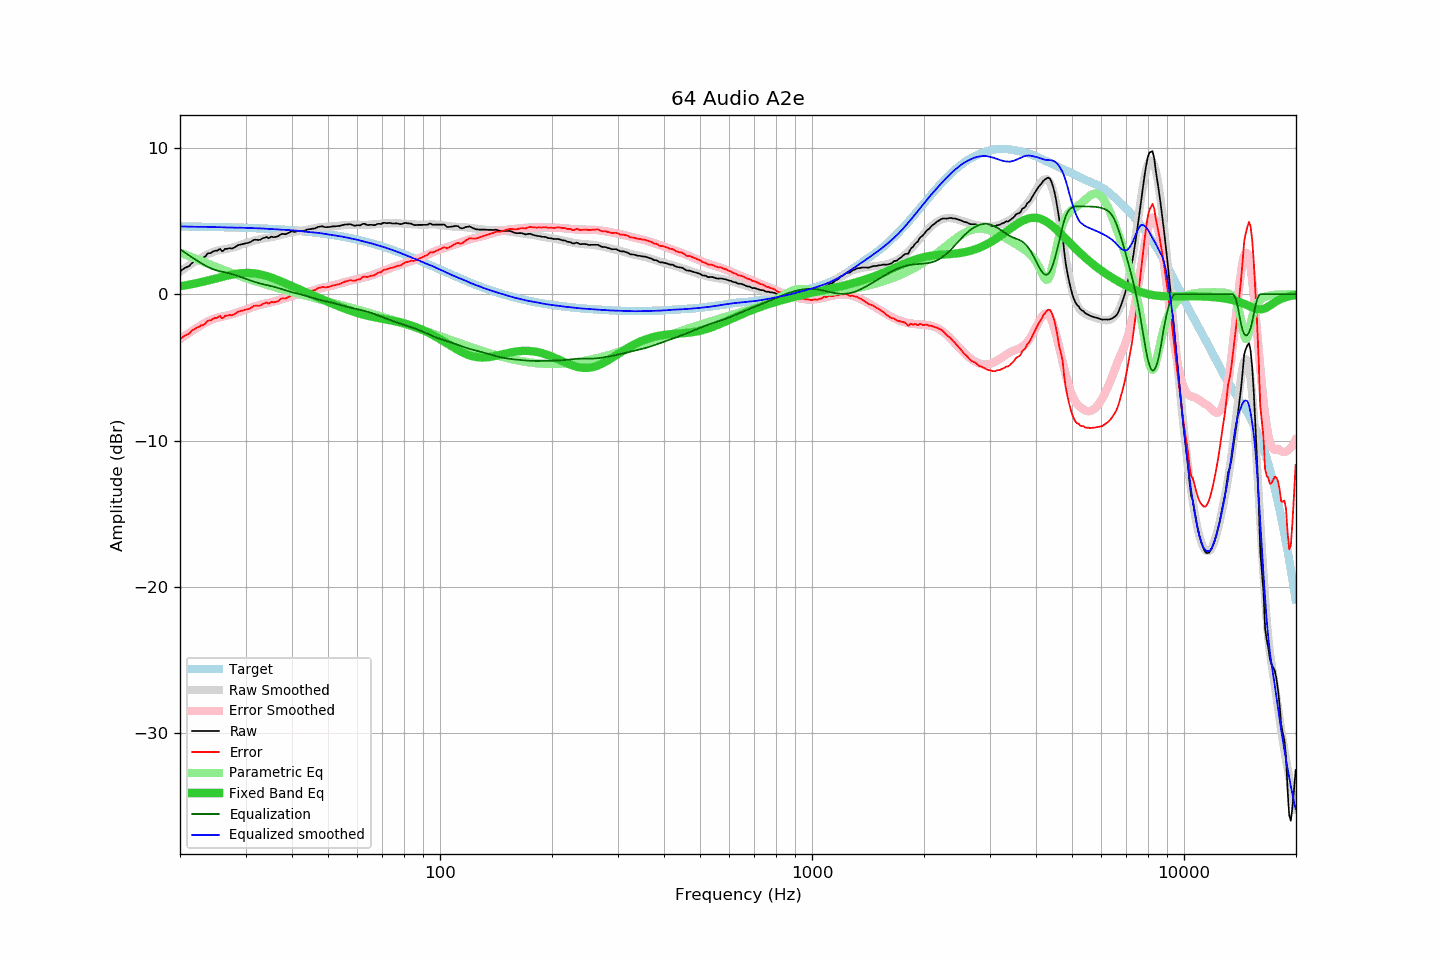 64 Audio A2e
10
0
−10
−20
−30
Amplitude (dBr)
Target
Raw Smoothed
Error Smoothed
Raw
Error
Parametric Eq
Fixed Band Eq
Equalization
Equalized smoothed
100
1000
10000
Frequency (Hz)